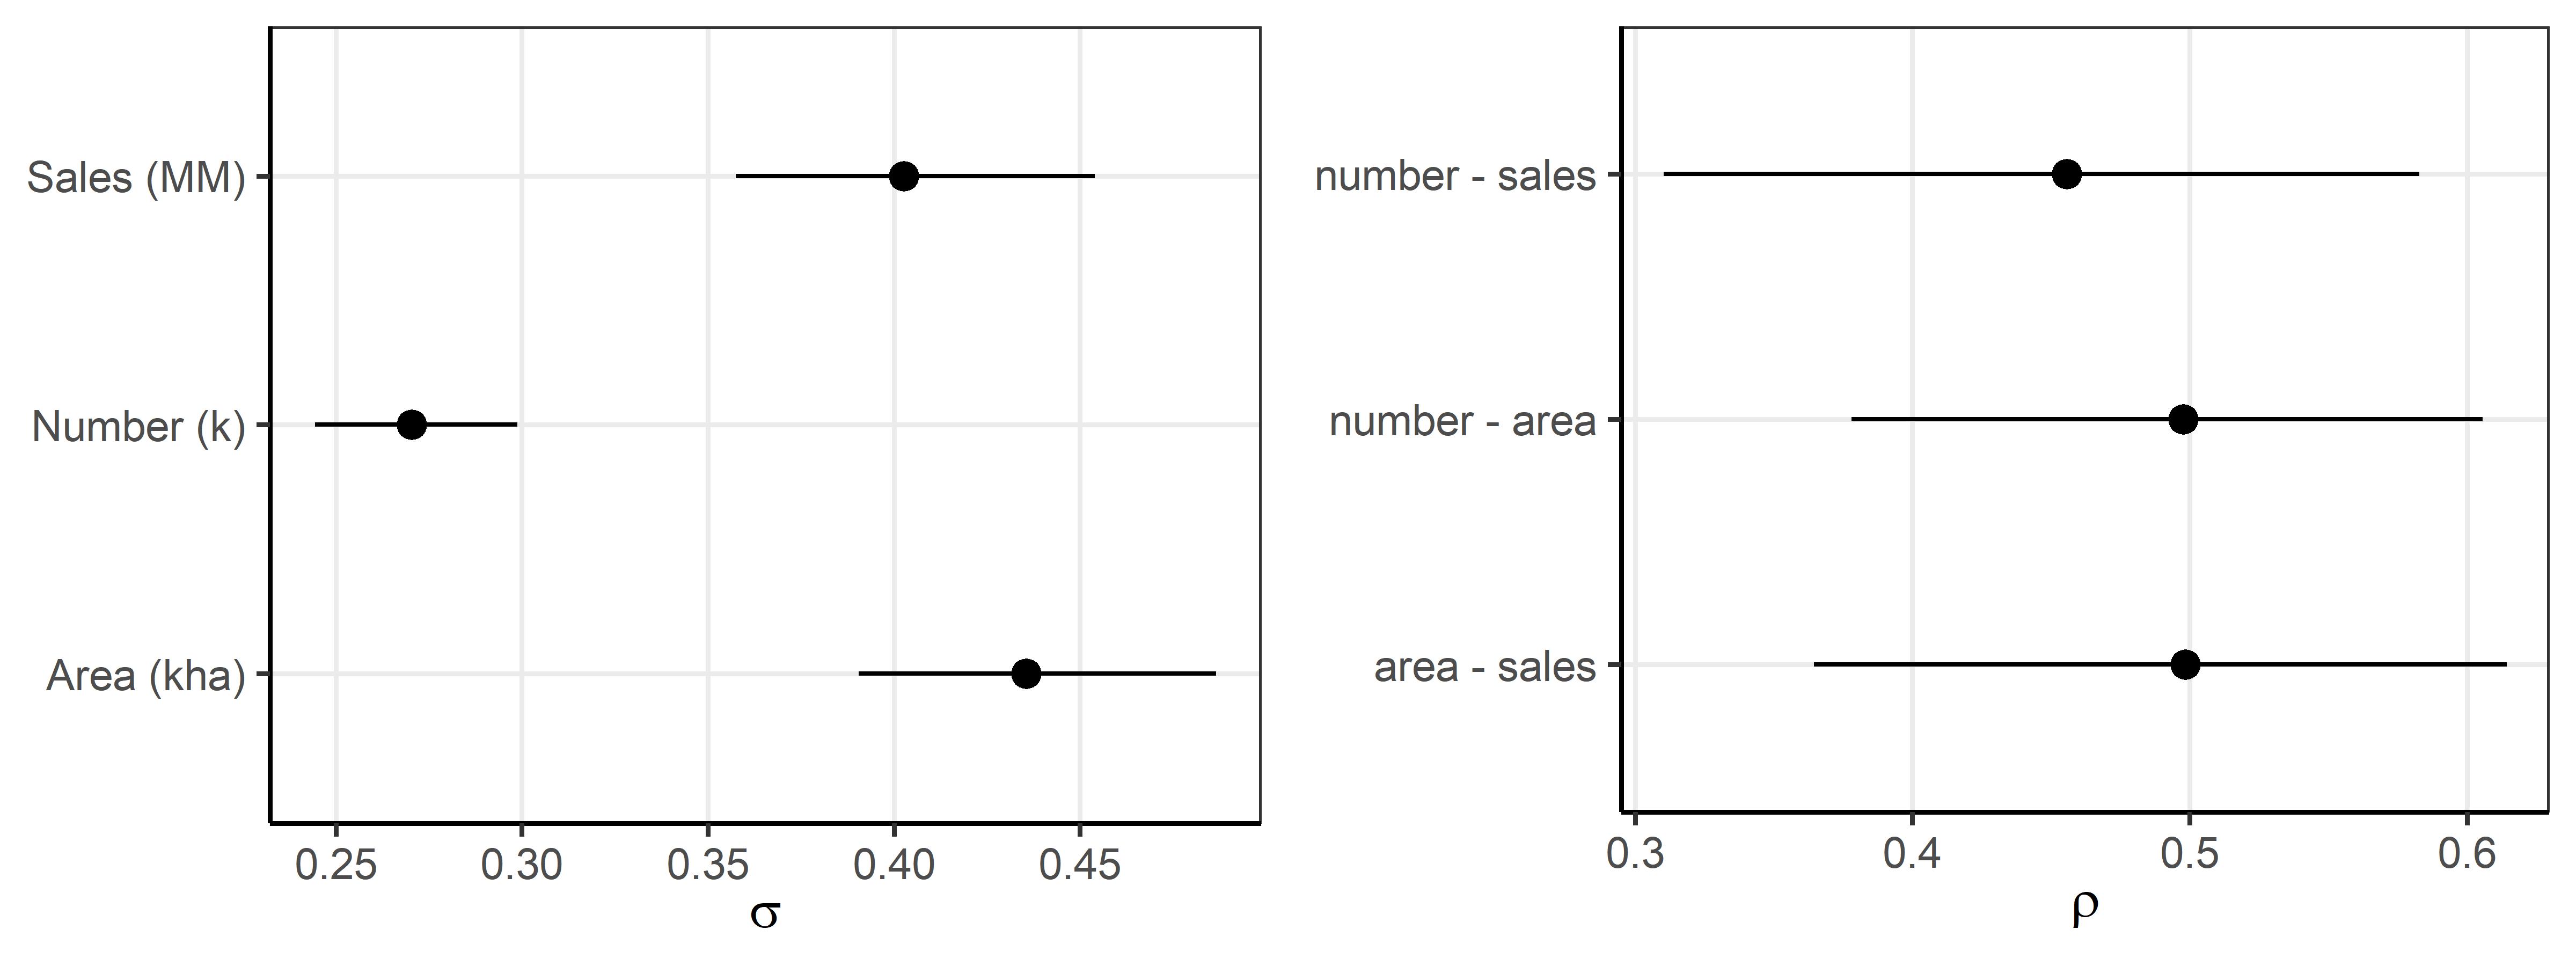 Sales (MM)
Number (k)
Area (kha)
0.25 0.30 0.35 0.40 0.45
σ
number - sales
number - area
area - sales
0.3 0.4 0.5 0.6
ρ